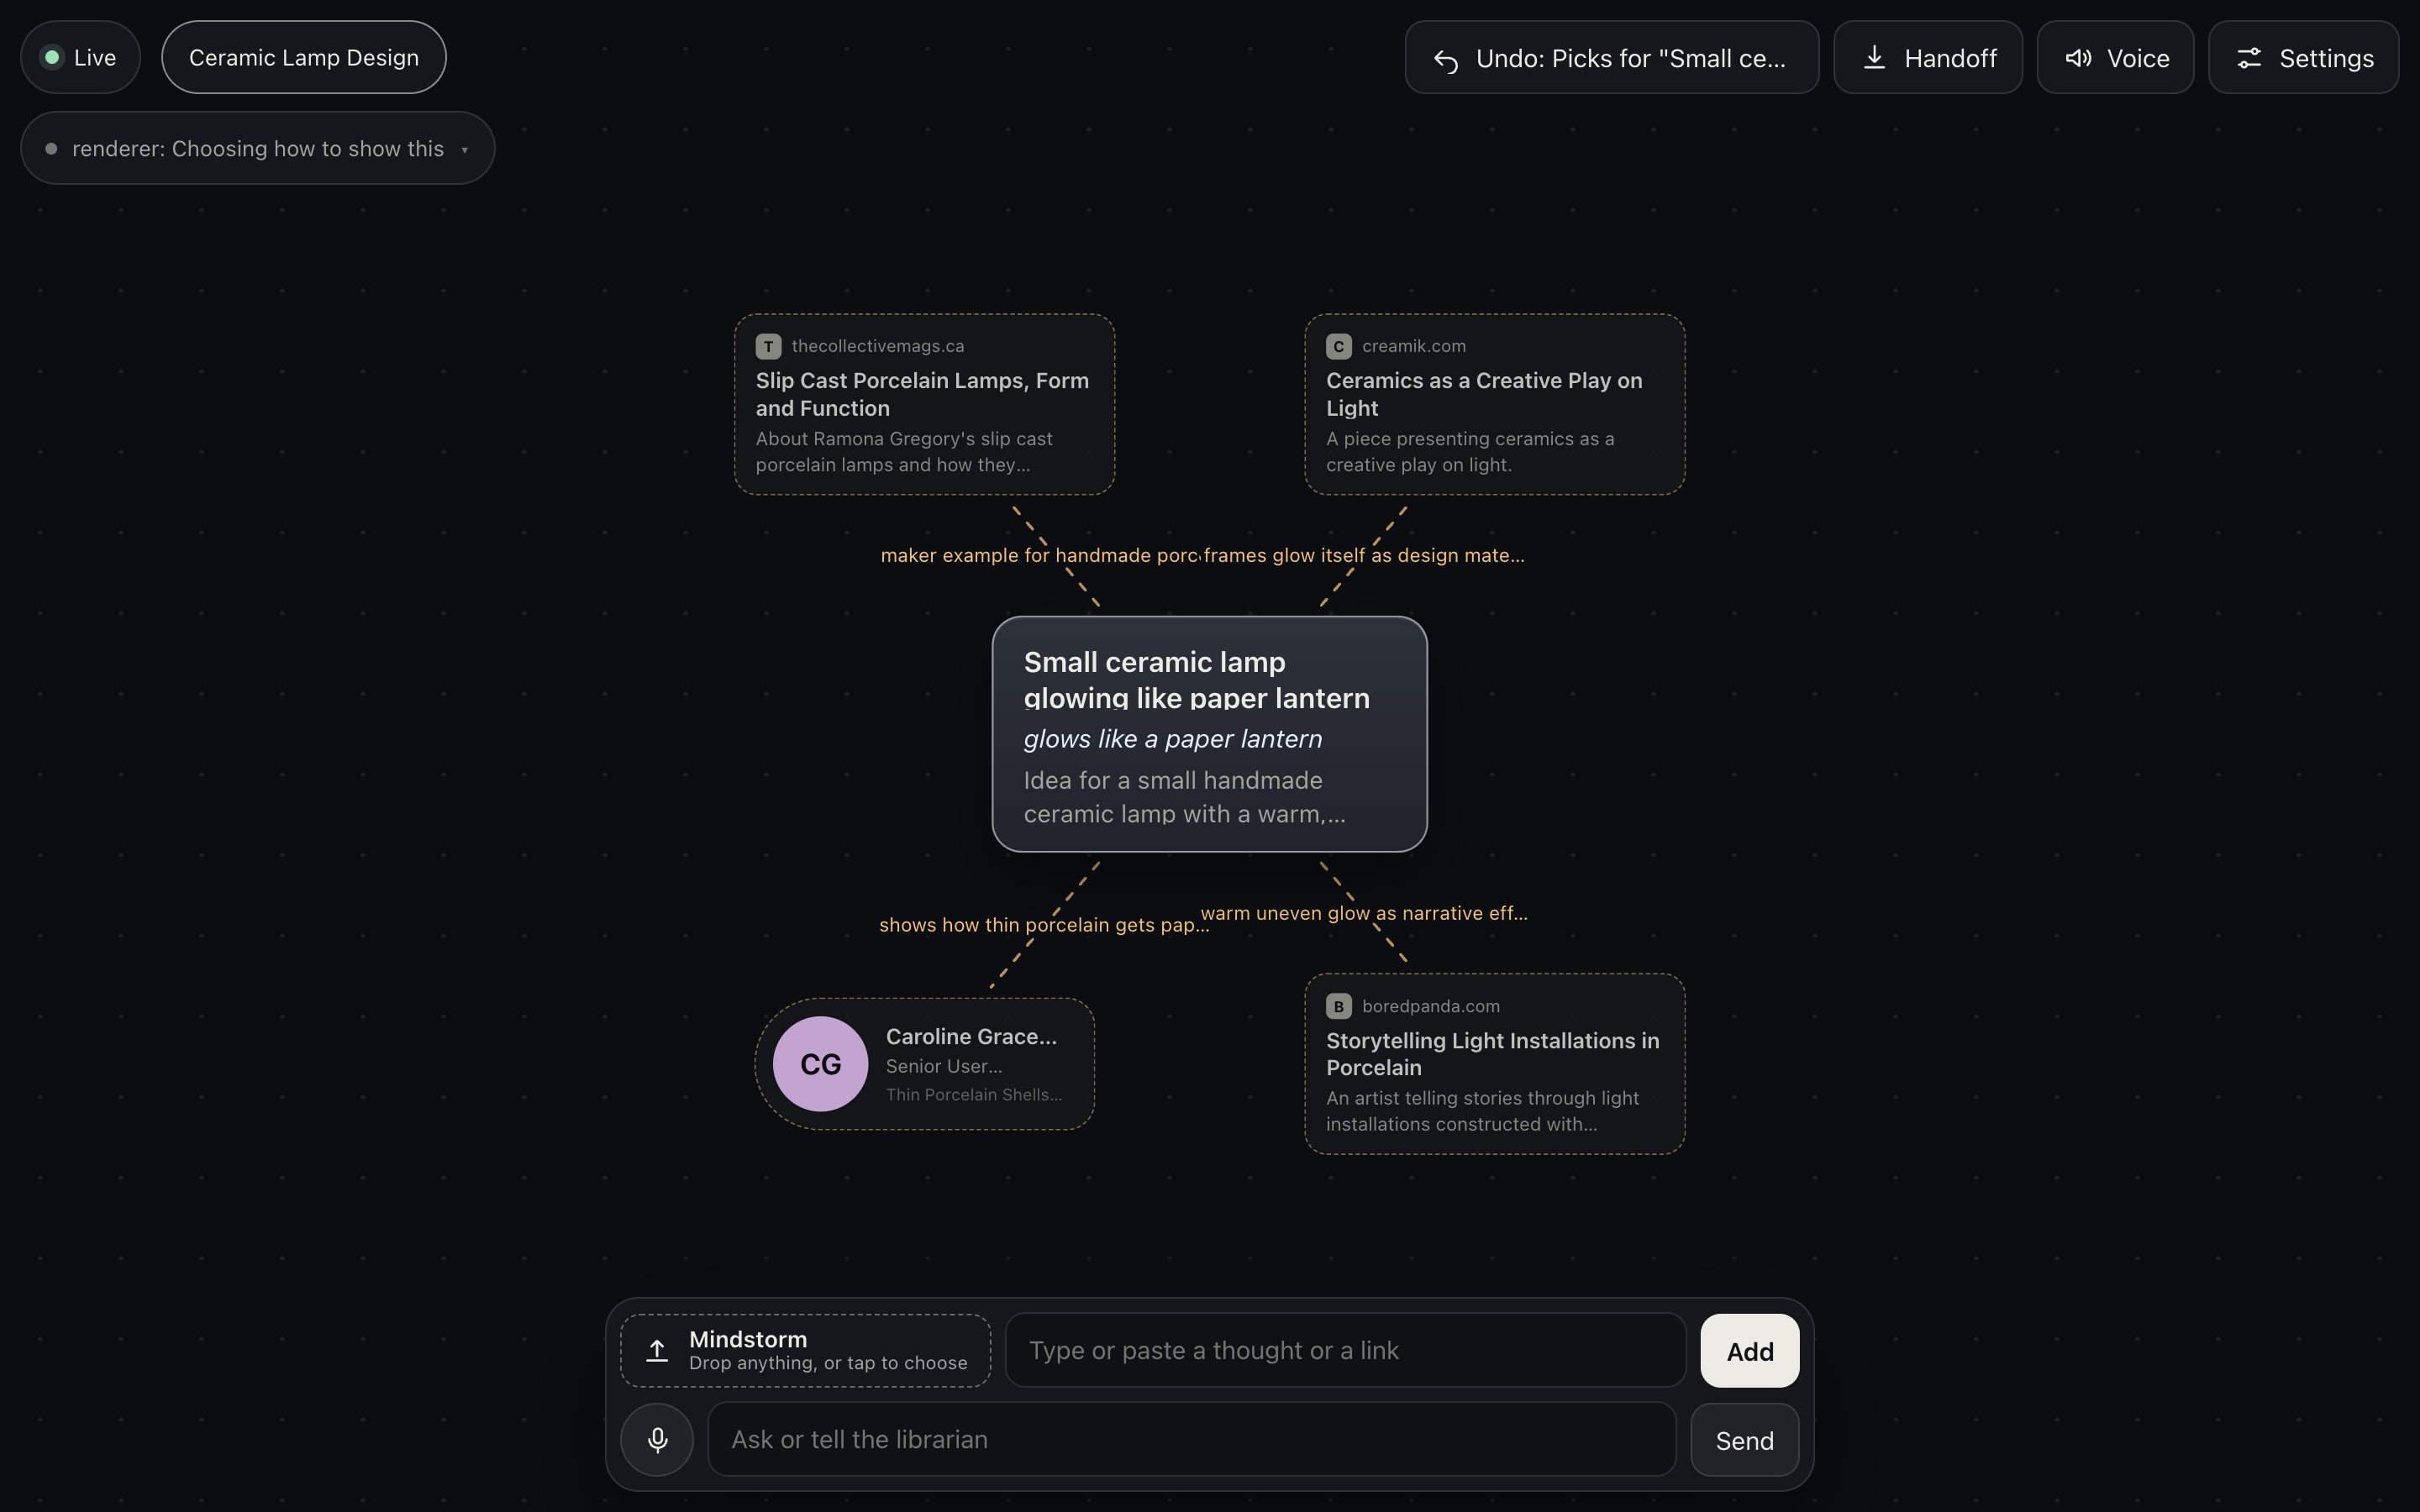 Live
Ceramic Lamp Design
Undo: Picks for "Small ce...
Handoff
Voice
Settings
renderer: Choosing how to show this
T thecollectivemags.ca
Slip Cast Porcelain Lamps, Form
and Function
About Ramona Gregory's slip cast
porcelain lamps and how they...
C creamik.com
Ceramics as a Creative Play on
Light
A piece presenting ceramics as a
creative play on light.
maker example for handmade porc
frames glow itself as design mate...
Small ceramic lamp
glowing like paper lantern
glows like a paper lantern
Idea for a small handmade
ceramic lamp with a warm,...
shows how thin porcelain gets pap...
warm uneven glow as narrative eff...
CG
Caroline Grace...
Senior User...
Thin Porcelain Shells...
B boredpanda.com
Storytelling Light Installations in
Porcelain
An artist telling stories through light
installations constructed with...
Mindstorm
Drop anything, or tap to choose
Type or paste a thought or a link
Add
Ask or tell the librarian
Send